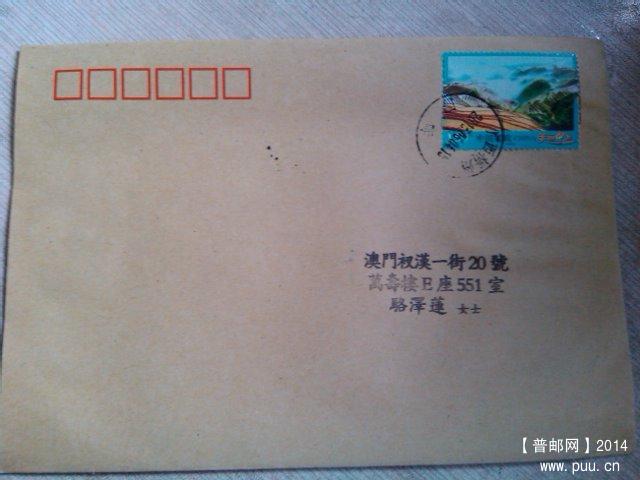 澳門祝漢一街20號
萬壽樓E座551室
駱澤蓮 女士
【普邮网】2014
www.puu.cn